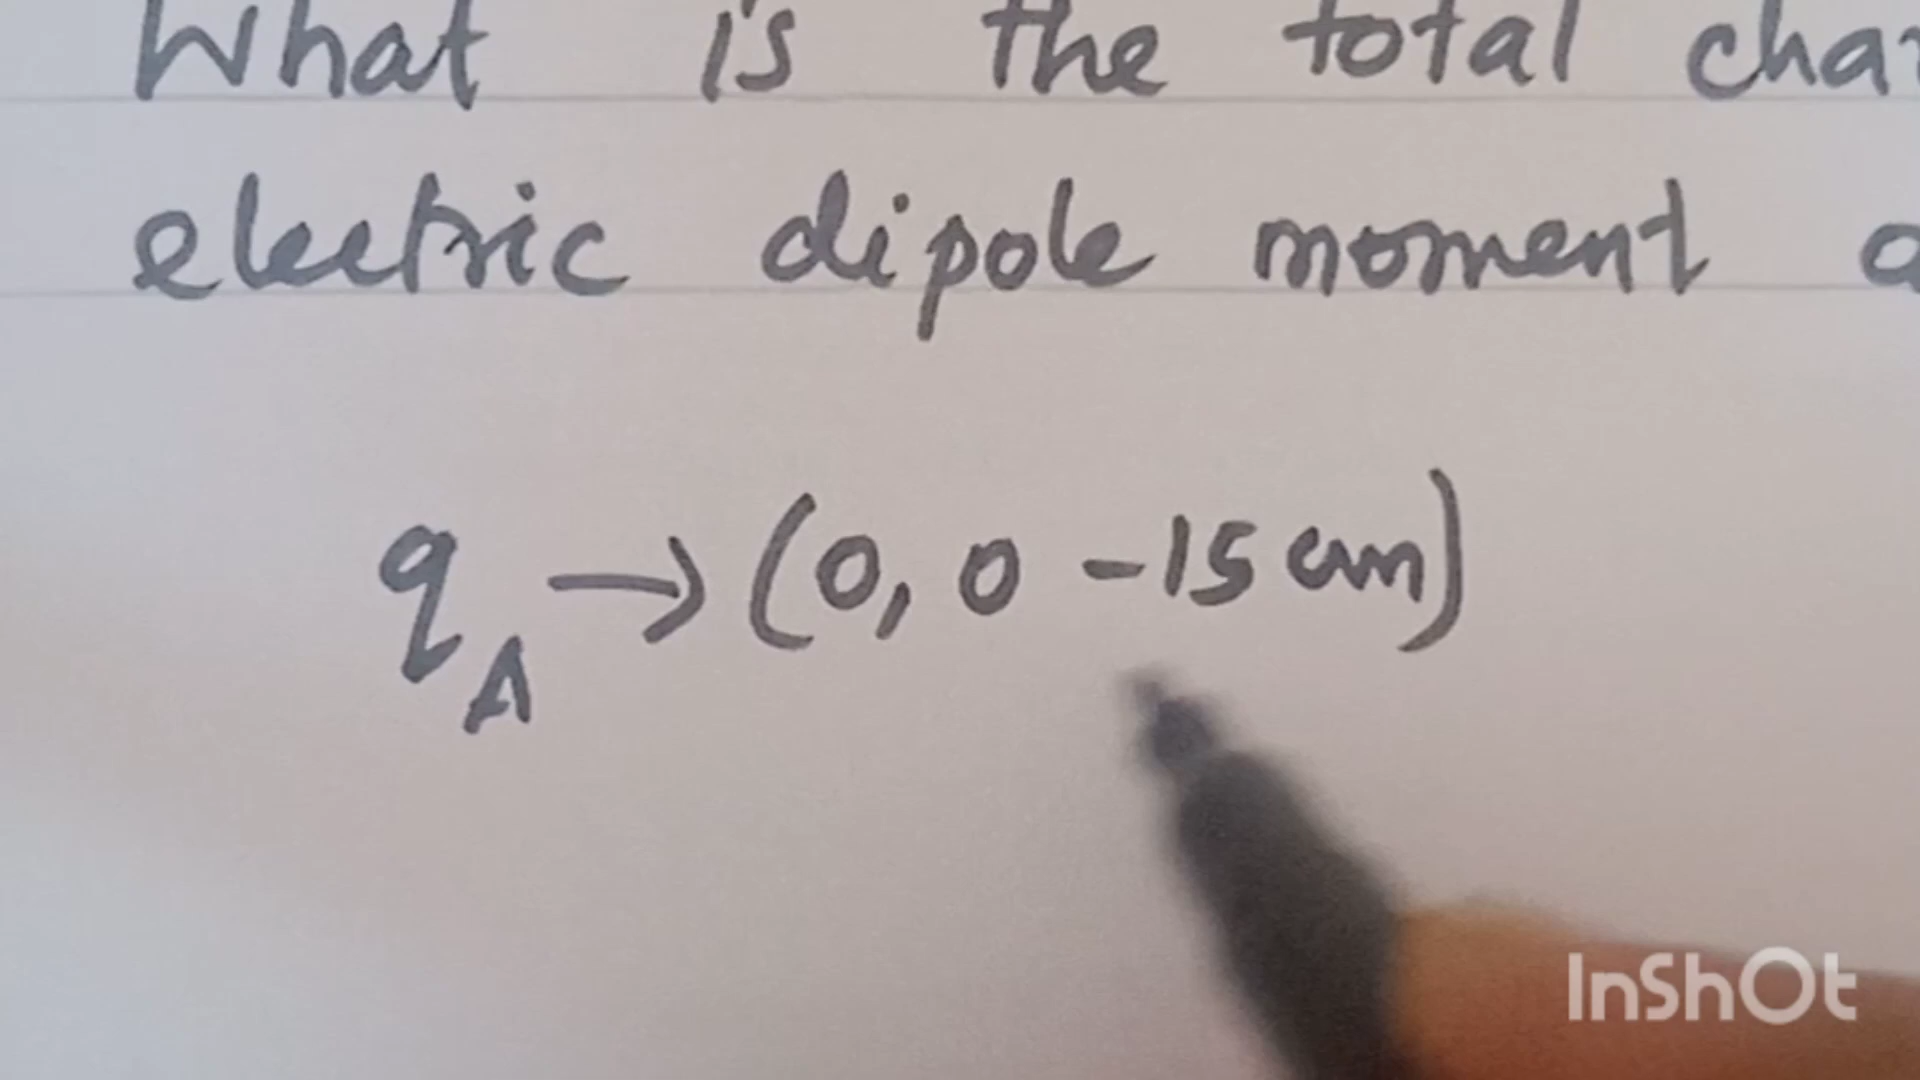 What is the total cha
electric dipole moment
q_A → (0, 0 -15 cm)
InShOt